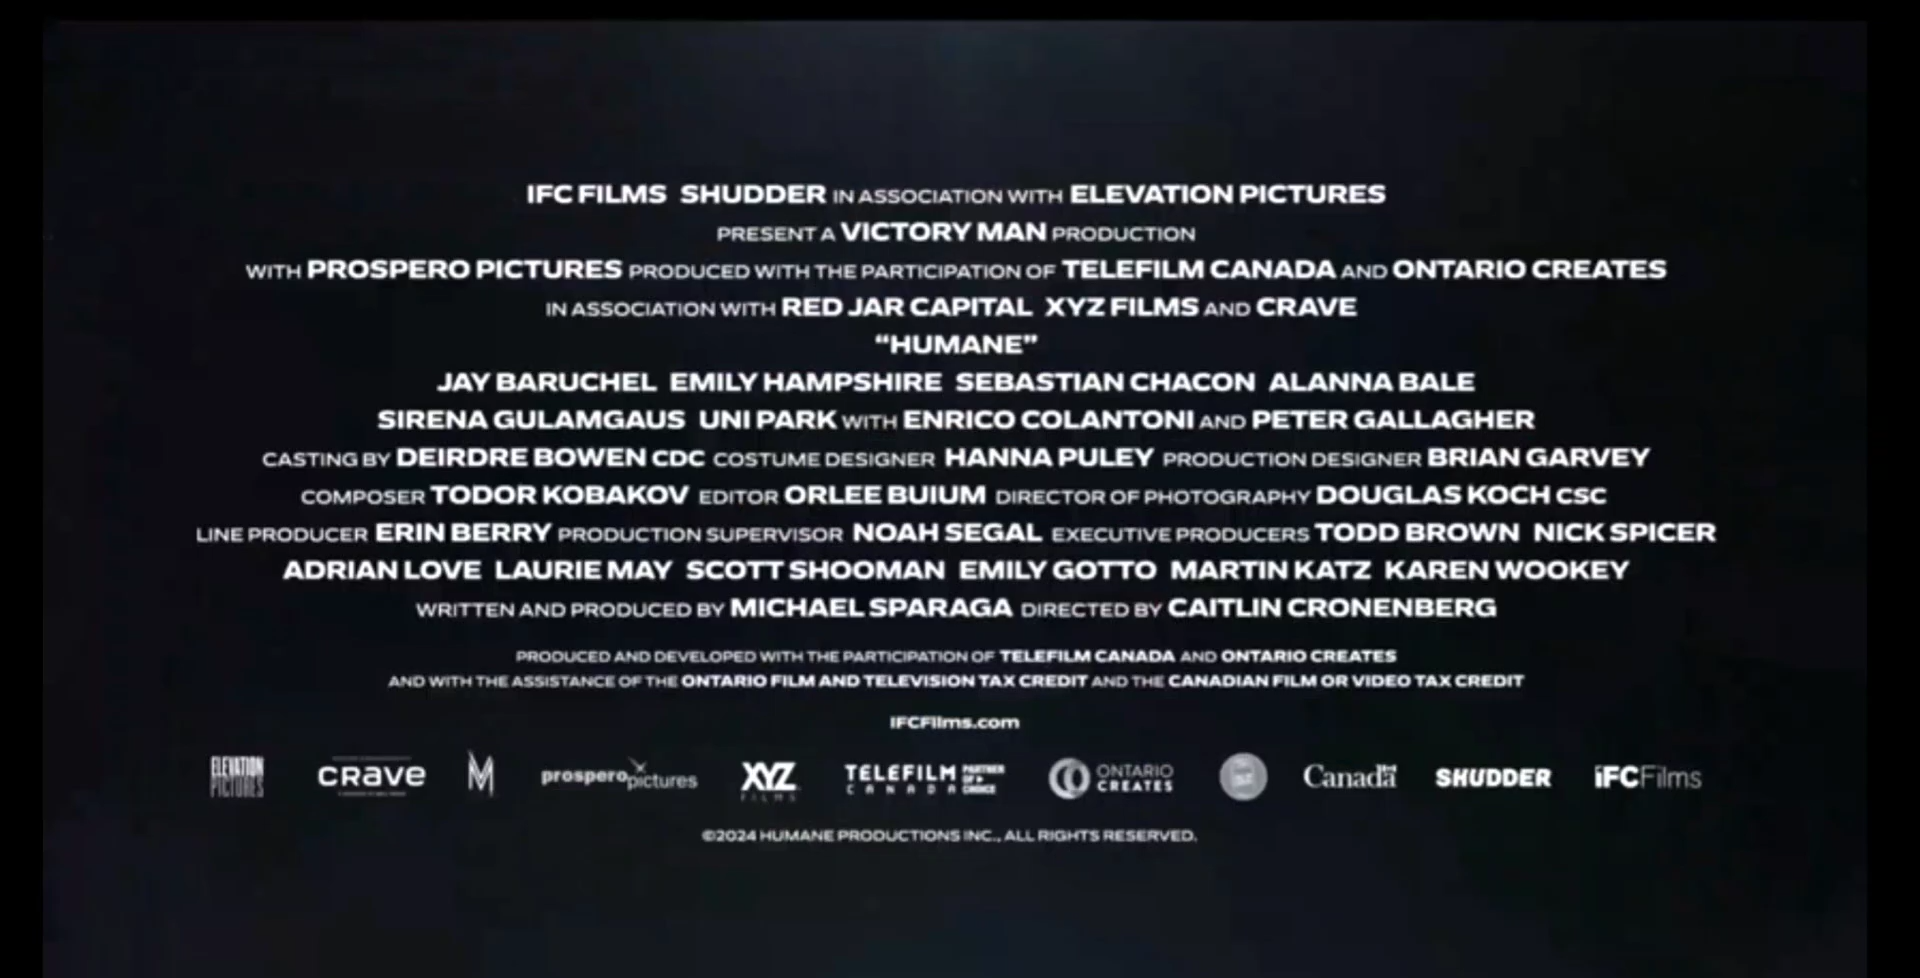 IFC FILMS SHUDDER IN ASSOCIATION WITH ELEVATION PICTURES
PRESENT A VICTORY MAN PRODUCTION
WITH PROSPERO PICTURES PRODUCED WITH THE PARTICIPATION OF TELEFILM CANADA AND ONTARIO CREATES
IN ASSOCIATION WITH RED JAR CAPITAL XYZ FILMS AND CRAVE
“HUMANE”
JAY BARUCHEL EMILY HAMPSHIRE SEBASTIAN CHACON ALANNA BALE
SIRENA GULAMGAUS UNI PARK WITH ENRICO COLANTONI AND PETER GALLAGHER
CASTING BY DEIRDRE BOWEN CDC COSTUME DESIGNER HANNA PULEY PRODUCTION DESIGNER BRIAN GARVEY
COMPOSER TODOR KOBAKOV EDITOR ORLEE BUIUM DIRECTOR OF PHOTOGRAPHY DOUGLAS KOCH CSC
LINE PRODUCER ERIN BERRY PRODUCTION SUPERVISOR NOAH SEGAL EXECUTIVE PRODUCERS TODD BROWN NICK SPICER
ADRIAN LOVE LAURIE MAY SCOTT SHOOMAN EMILY GOTTO MARTIN KATZ KAREN WOOKEY
WRITTEN AND PRODUCED BY MICHAEL SPARAGA DIRECTED BY CAITLIN CRONENBERG
PRODUCED AND DEVELOPED WITH THE PARTICIPATION OF TELEFILM CANADA AND ONTARIO CREATES
AND WITH THE ASSISTANCE OF THE ONTARIO FILM AND TELEVISION TAX CREDIT AND THE CANADIAN FILM OR VIDEO TAX CREDIT
IFCFilms.com
ELEVATION PICTURES CRAVE prosperopictures XYZ FILMS TELEFILM CANADA PARTNER OF CHOICE ONTARIO CREATES Canada SHUDDER IFCFilms
©2024 HUMANE PRODUCTIONS INC., ALL RIGHTS RESERVED.